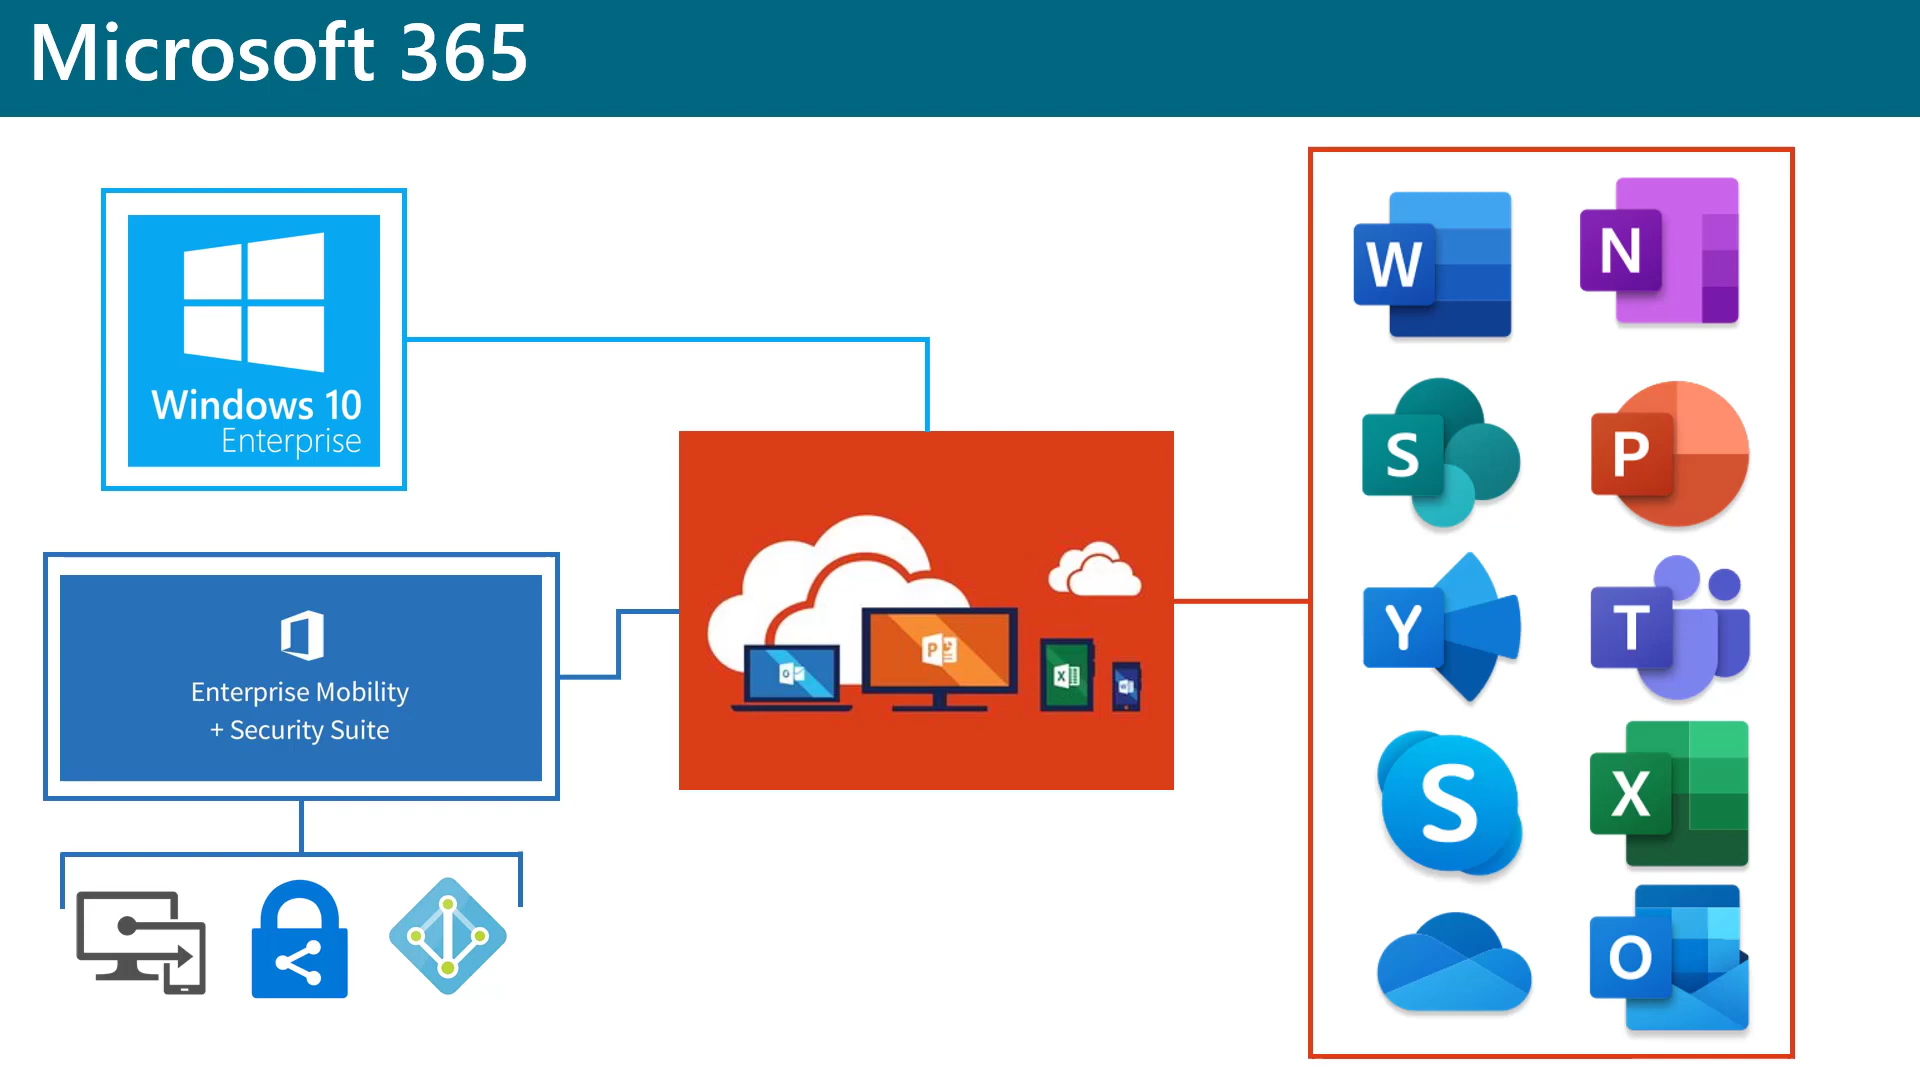 Microsoft 365
Windows 10
Enterprise
Enterprise Mobility
+ Security Suite
O
P
X
W
W
N
S
P
Y
T
S
X
O